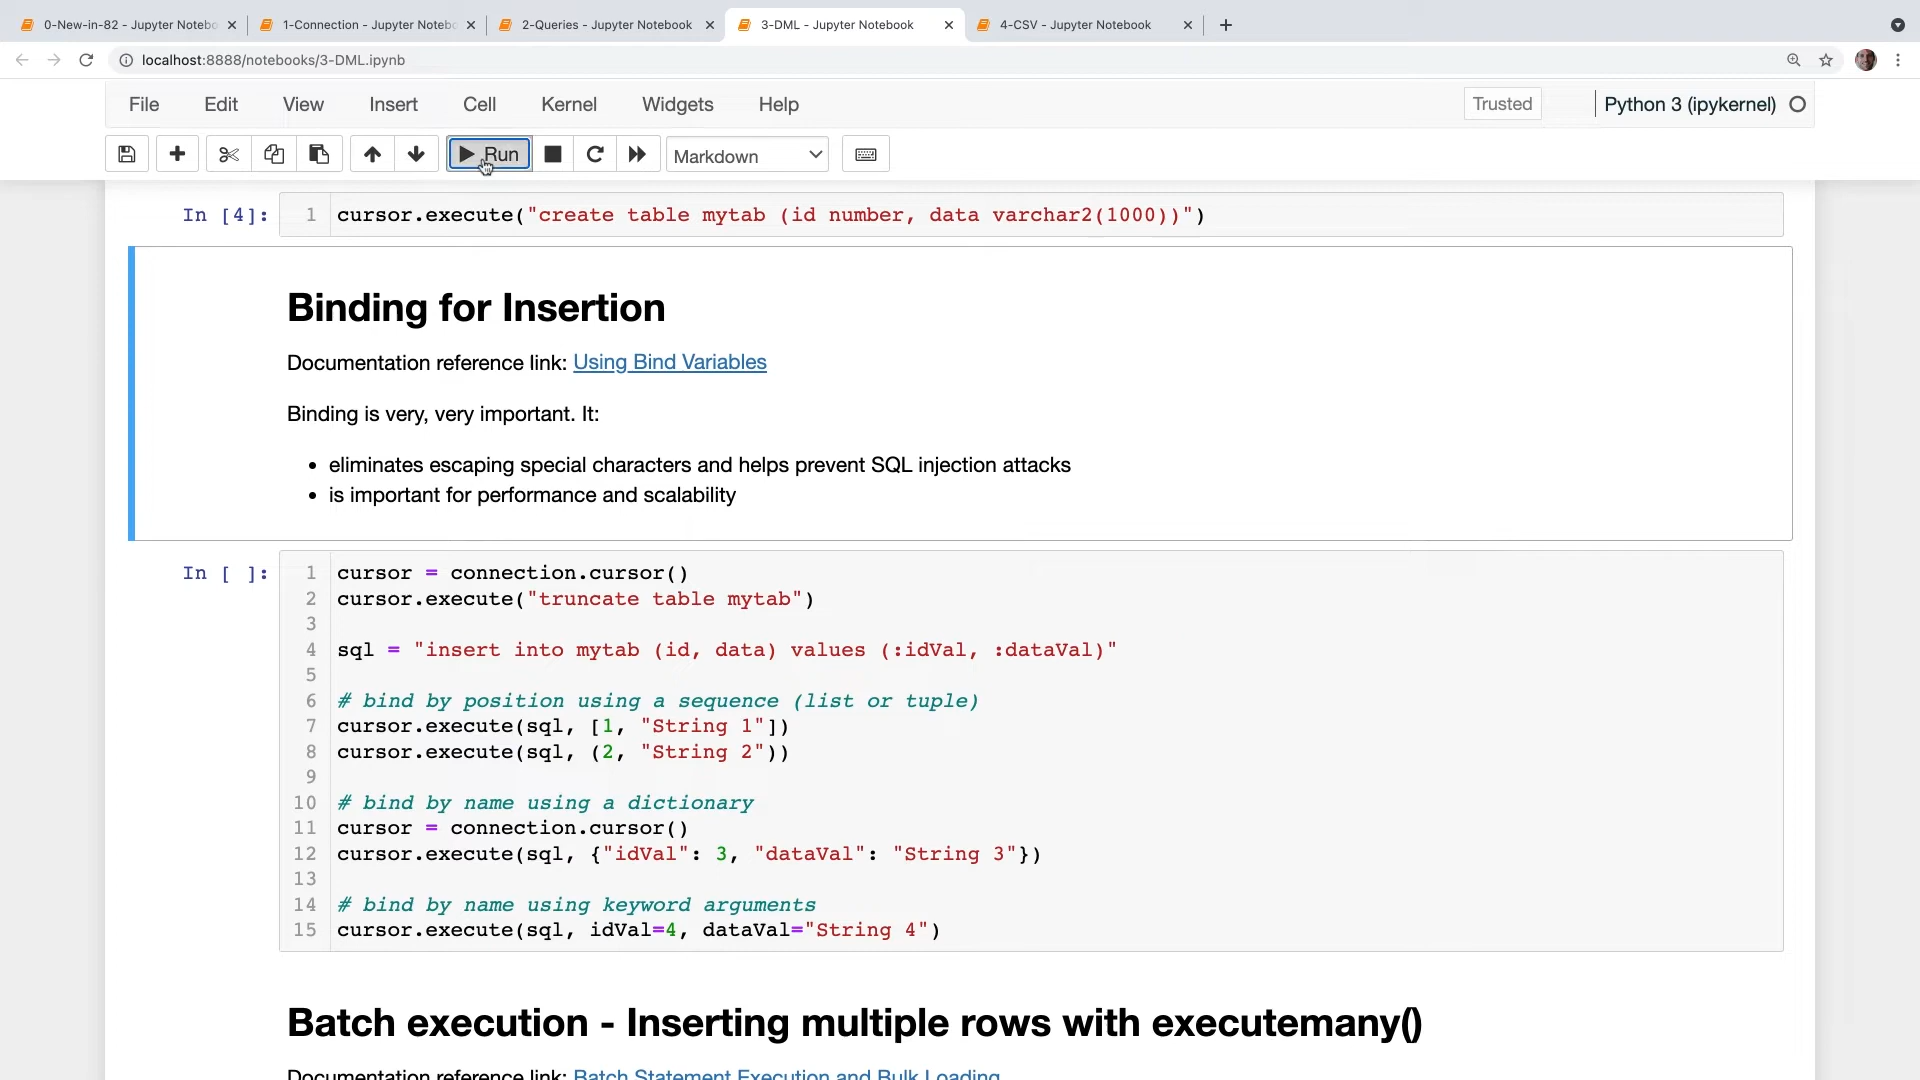 0-New-in-82 - Jupyter Notebo
1-Connection - Jupyter Notebo
2-Queries - Jupyter Notebook
3-DML - Jupyter Notebook
4-CSV - Jupyter Notebook
localhost:8888/notebooks/3-DML.ipynb
File Edit View Insert Cell Kernel Widgets Help Trusted Python 3 (ipykernel)
Run Markdown
In [4]: 1 cursor.execute("create table mytab (id number, data varchar2(1000))")
Binding for Insertion
Documentation reference link: Using Bind Variables
Binding is very, very important. It:
• eliminates escaping special characters and helps prevent SQL injection attacks
• is important for performance and scalability
In [ ]: 1 cursor = connection.cursor()
2 cursor.execute("truncate table mytab")
3
4 sql = "insert into mytab (id, data) values (:idVal, :dataVal)"
5
6 # bind by position using a sequence (list or tuple)
7 cursor.execute(sql, [1, "String 1"])
8 cursor.execute(sql, (2, "String 2"))
9
10 # bind by name using a dictionary
11 cursor = connection.cursor()
12 cursor.execute(sql, {"idVal": 3, "dataVal": "String 3"})
13
14 # bind by name using keyword arguments
15 cursor.execute(sql, idVal=4, dataVal="String 4")
Batch execution - Inserting multiple rows with executemany()
Documentation reference link: Batch Statement Execution and Bulk Loading